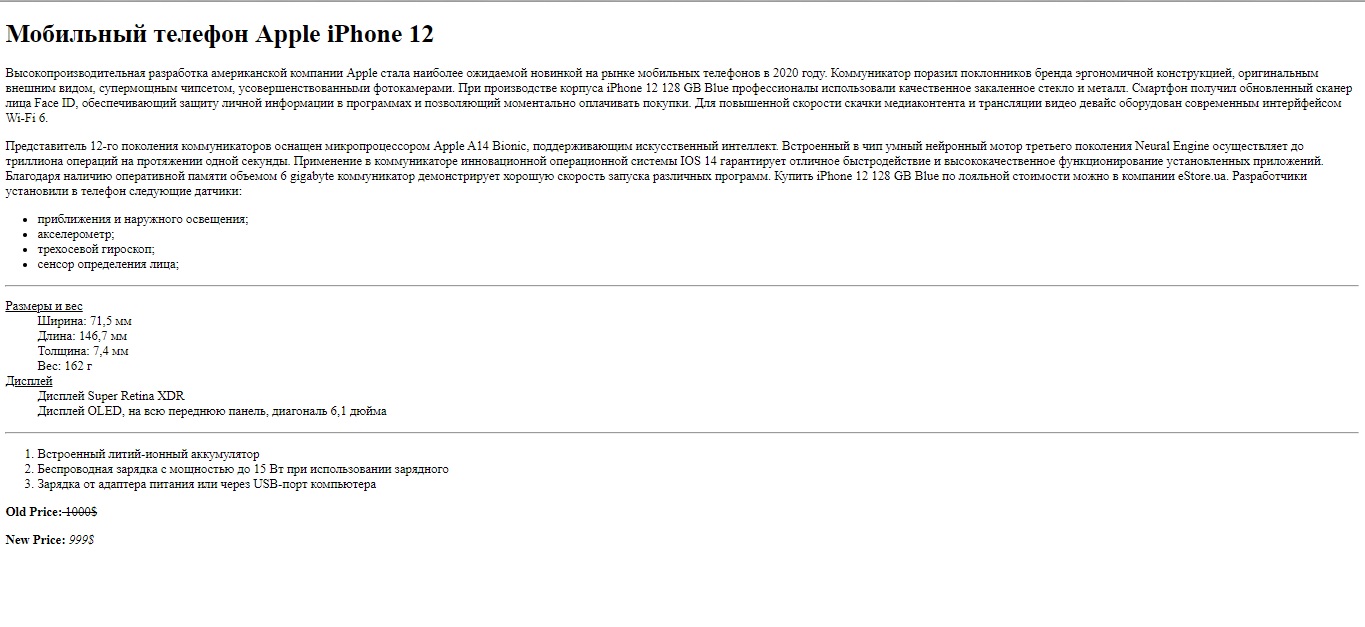 Мобильный телефон Apple iPhone 12
Высокопроизводительная разработка американской компании Apple стала наиболее ожидаемой новинкой на рынке мобильных телефонов в 2020 году. Коммуникатор поразил поклонников бренда эргономичной конструкцией, оригинальным
внешним видом, супермощным чипсетом, усовершенствованными фотокамерами. При производстве корпуса iPhone 12 128 GB Blue профессионалы использовали качественное закаленное стекло и металл. Смартфон получил обновленный сканер
лица Face ID, обеспечивающий защиту личной информации в программах и позволяющий моментально оплачивать покупки. Для повышенной скорости скачки медиаконтента и трансляции видео девайс оборудован современным интерйфейсом
Wi-Fi 6.
Представитель 12-го поколения коммуникаторов оснащен микропроцессором Apple A14 Bionic, поддерживающим искусственный интеллект. Встроенный в чип умный нейронный мотор третьего поколения Neural Engine осуществляет до
триллиона операций на протяжении одной секунды. Применение в коммуникаторе инновационной операционной системы IOS 14 гарантирует отличное быстродействие и высококачественное функционирование установленных приложений.
Благодаря наличию оперативной памяти объемом 6 gigabyte коммуникатор демонстрирует хорошую скорость запуска различных программ. Купить iPhone 12 128 GB Blue по лояльной стоимости можно в компании eStore.ua. Разработчики
установили в телефон следующие датчики:
• приближения и наружного освещения;
• акселерометр;
• трехосевой гироскоп;
• сенсор определения лица;
Размеры и вес
Ширина: 71,5 мм
Длина: 146,7 мм
Толщина: 7,4 мм
Вес: 162 г
Дисплей
Дисплей Super Retina XDR
Дисплей OLED, на всю переднюю панель, диагональ 6,1 дюйма
1. Встроенный литий-ионный аккумулятор
2. Беспроводная зарядка с мощностью до 15 Вт при использовании зарядного
3. Зарядка от адаптера питания или через USB-порт компьютера
Old Price: 1000$
New Price: 999$